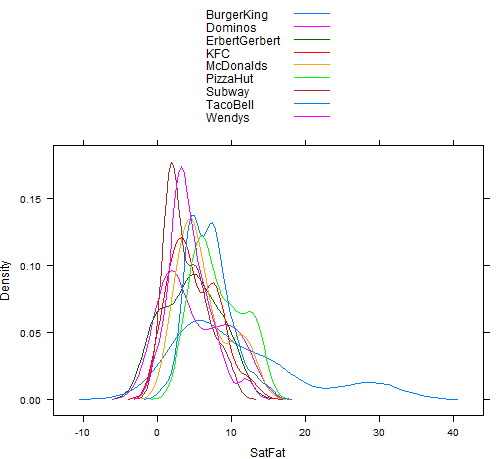 BurgerKing
Dominos
ErbertGerbert
KFC
McDonalds
PizzaHut
Subway
TacoBell
Wendys
0.15
0.10
0.05
0.00
Density
-10
0
10
20
30
40
SatFat